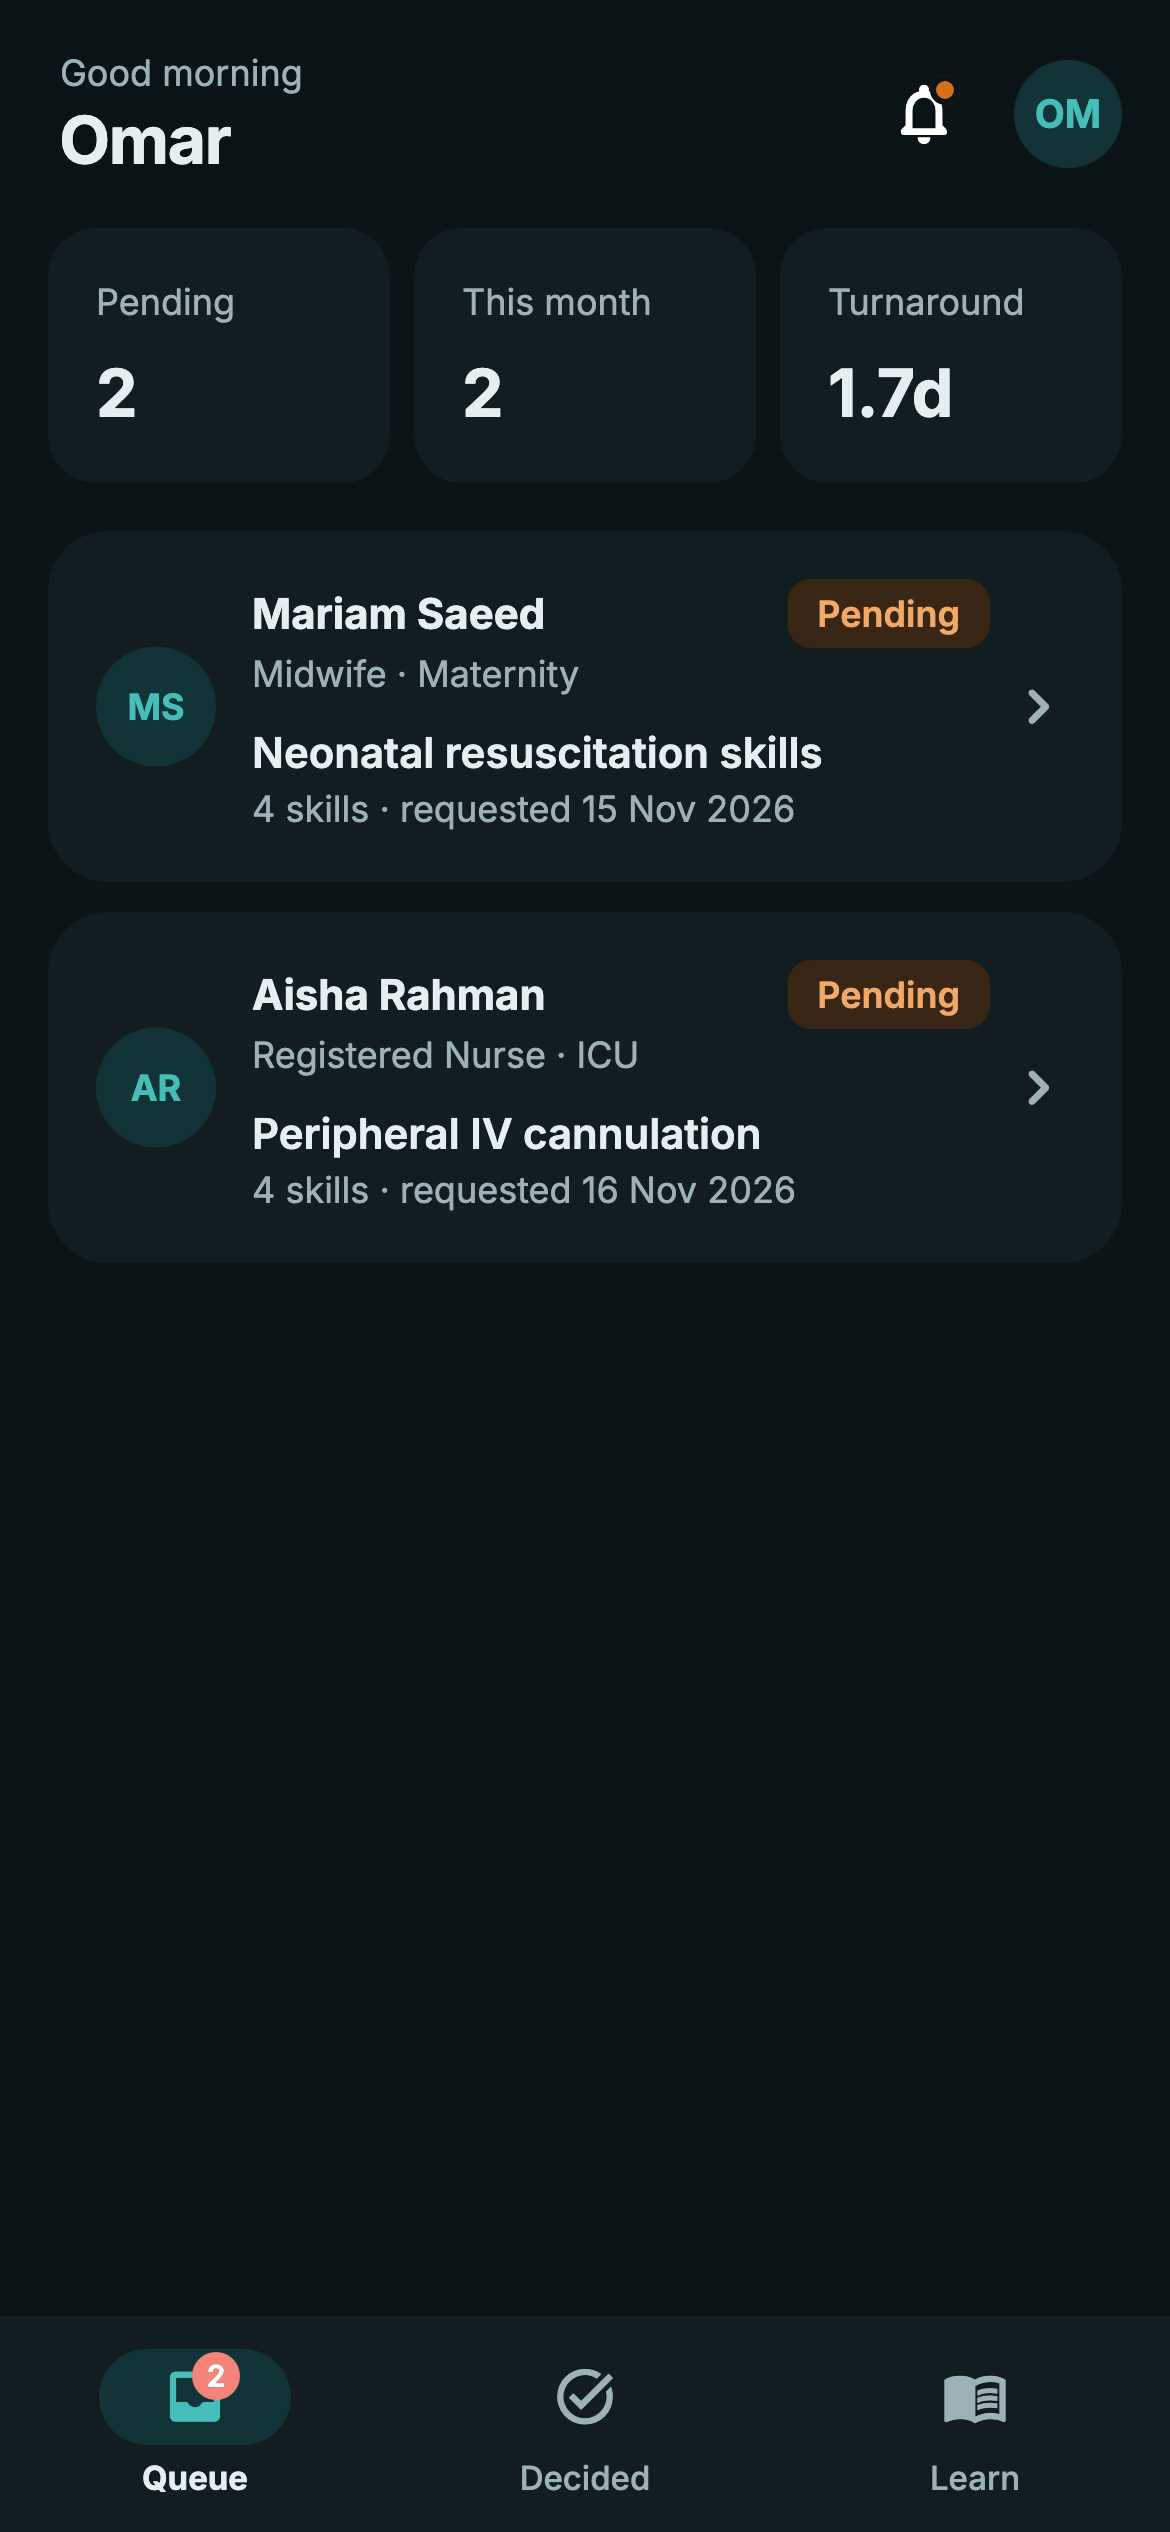 Good morning
Omar
OM
Pending
2
This month
2
Turnaround
1.7d
Mariam Saeed
Pending
Midwife · Maternity
MS
Neonatal resuscitation skills
4 skills · requested 15 Nov 2026
Aisha Rahman
Pending
Registered Nurse · ICU
AR
Peripheral IV cannulation
4 skills · requested 16 Nov 2026
2
Queue
Decided
Learn